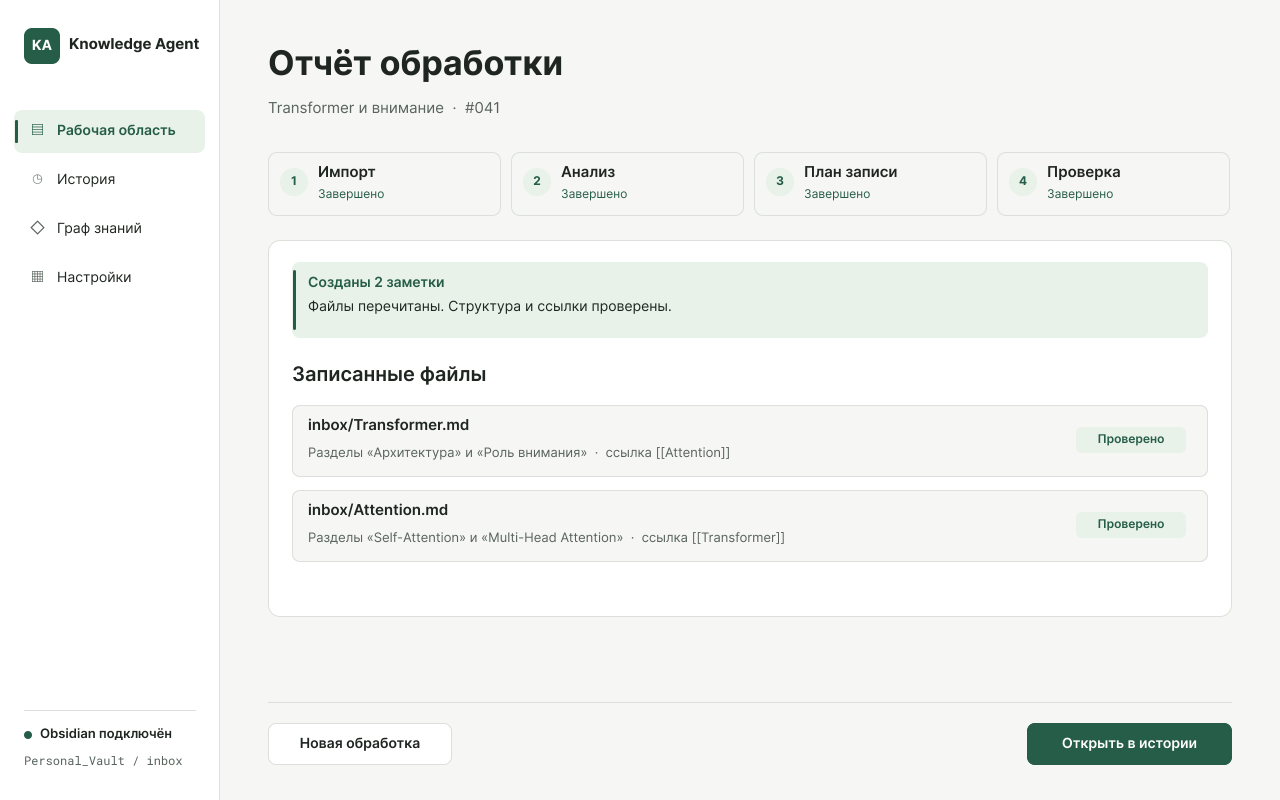 KA Knowledge Agent
Рабочая область
История
Граф знаний
Настройки
Obsidian подключён
Personal_Vault / inbox
Отчёт обработки
Transformer и внимание · #041
1 Импорт
Завершено
2 Анализ
Завершено
3 План записи
Завершено
4 Проверка
Завершено
Созданы 2 заметки
Файлы перечитаны. Структура и ссылки проверены.
Записанные файлы
inbox/Transformer.md
Разделы «Архитектура» и «Роль внимания» · ссылка [[Attention]]
Проверено
inbox/Attention.md
Разделы «Self-Attention» и «Multi-Head Attention» · ссылка [[Transformer]]
Проверено
Новая обработка
Открыть в истории